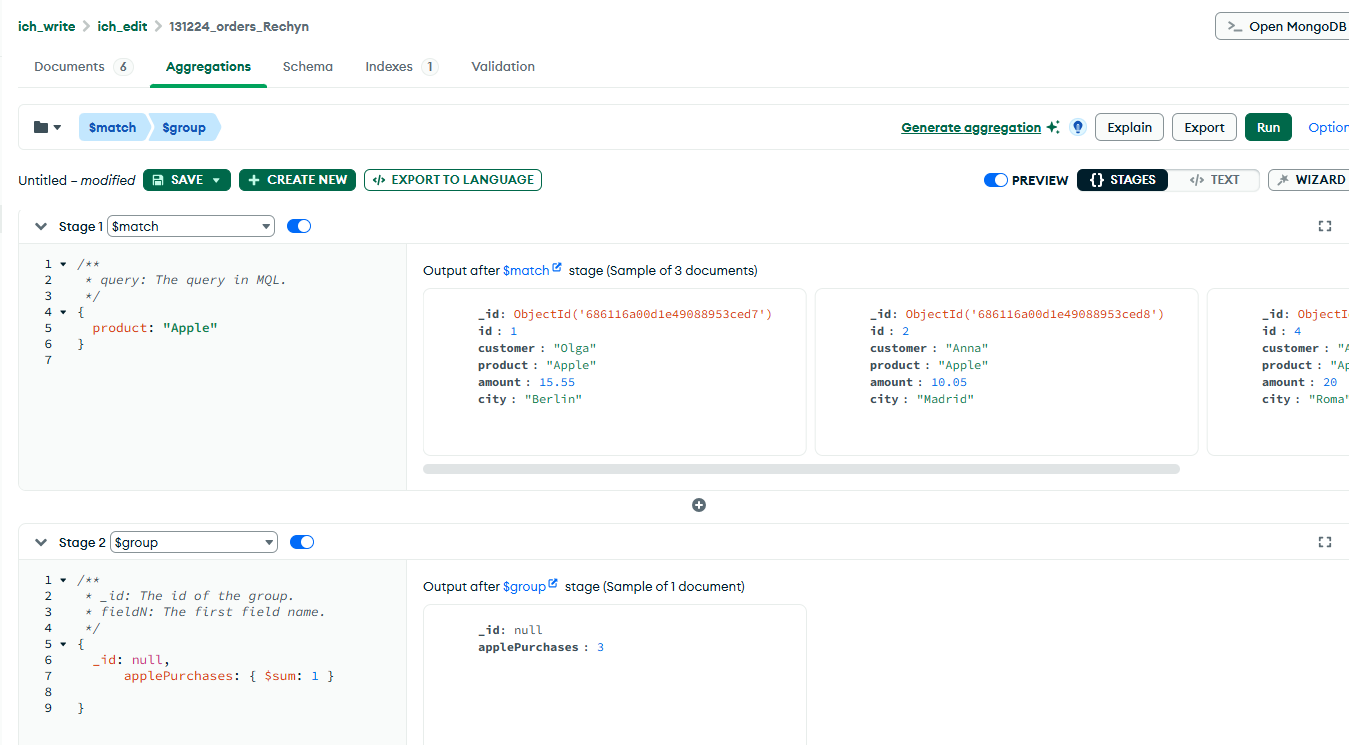 ich_write > ich_edit > 131224_orders_Rechyn
>_ Open MongoDB
Documents 6 Aggregations Schema Indexes 1 Validation
$match $group Generate aggregation Explain Export Run Option
Untitled – modified SAVE + CREATE NEW </> EXPORT TO LANGUAGE PREVIEW {} STAGES </> TEXT WIZARD
Stage 1 $match
1 /**
2 * query: The query in MQL.
3 */
4 {
5 product: "Apple"
6 }
7
Output after $match stage (Sample of 3 documents)
_id: ObjectId('686116a00d1e49088953ced7')
id : 1
customer : "Olga"
product : "Apple"
amount : 15.55
city : "Berlin"
_id: ObjectId('686116a00d1e49088953ced8')
id : 2
customer : "Anna"
product : "Apple"
amount : 10.05
city : "Madrid"
_id: ObjectI
id : 4
customer : "A
product : "Ap
amount : 20
city : "Roma"
Stage 2 $group
1 /**
2 * _id: The id of the group.
3 * fieldN: The first field name.
4 */
5 {
6 _id: null,
7 applePurchases: { $sum: 1 }
8
9 }
Output after $group stage (Sample of 1 document)
_id: null
applePurchases : 3